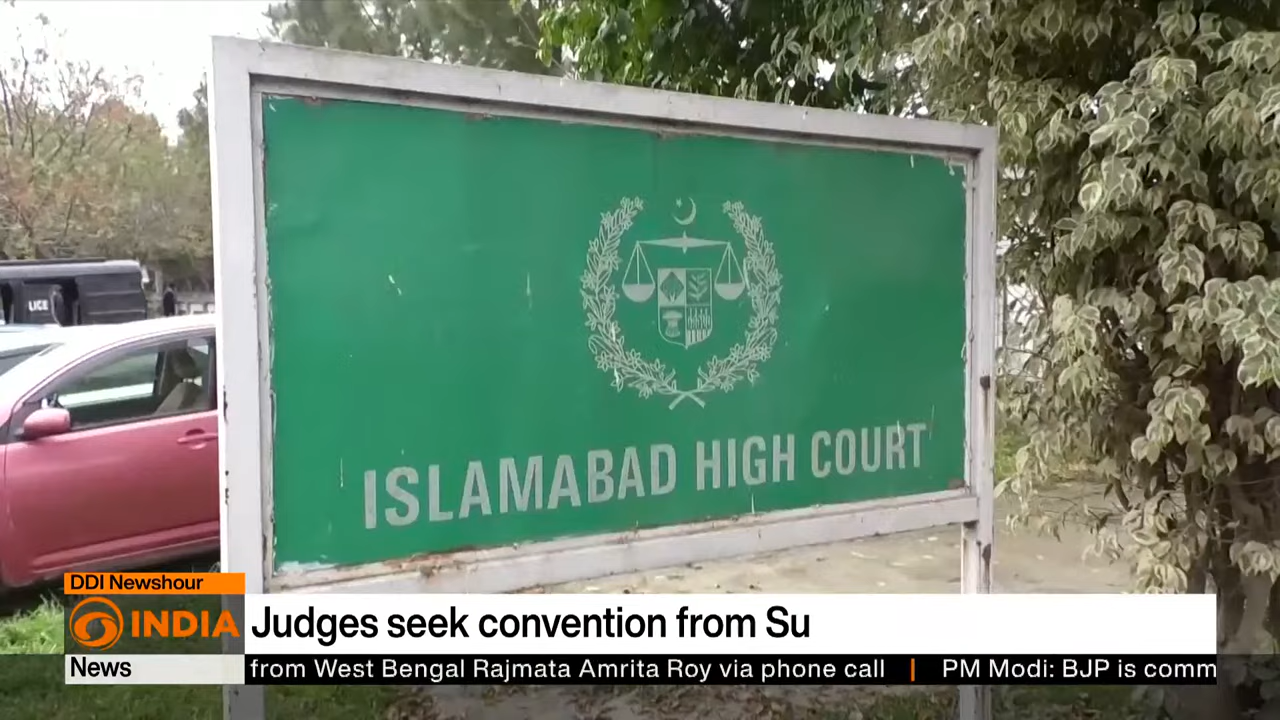 LICE
ISLAMABAD HIGH COURT
DDI Newshour
INDIA
Judges seek convention from Su
News
from West Bengal Rajmata Amrita Roy via phone call | PM Modi: BJP is comm